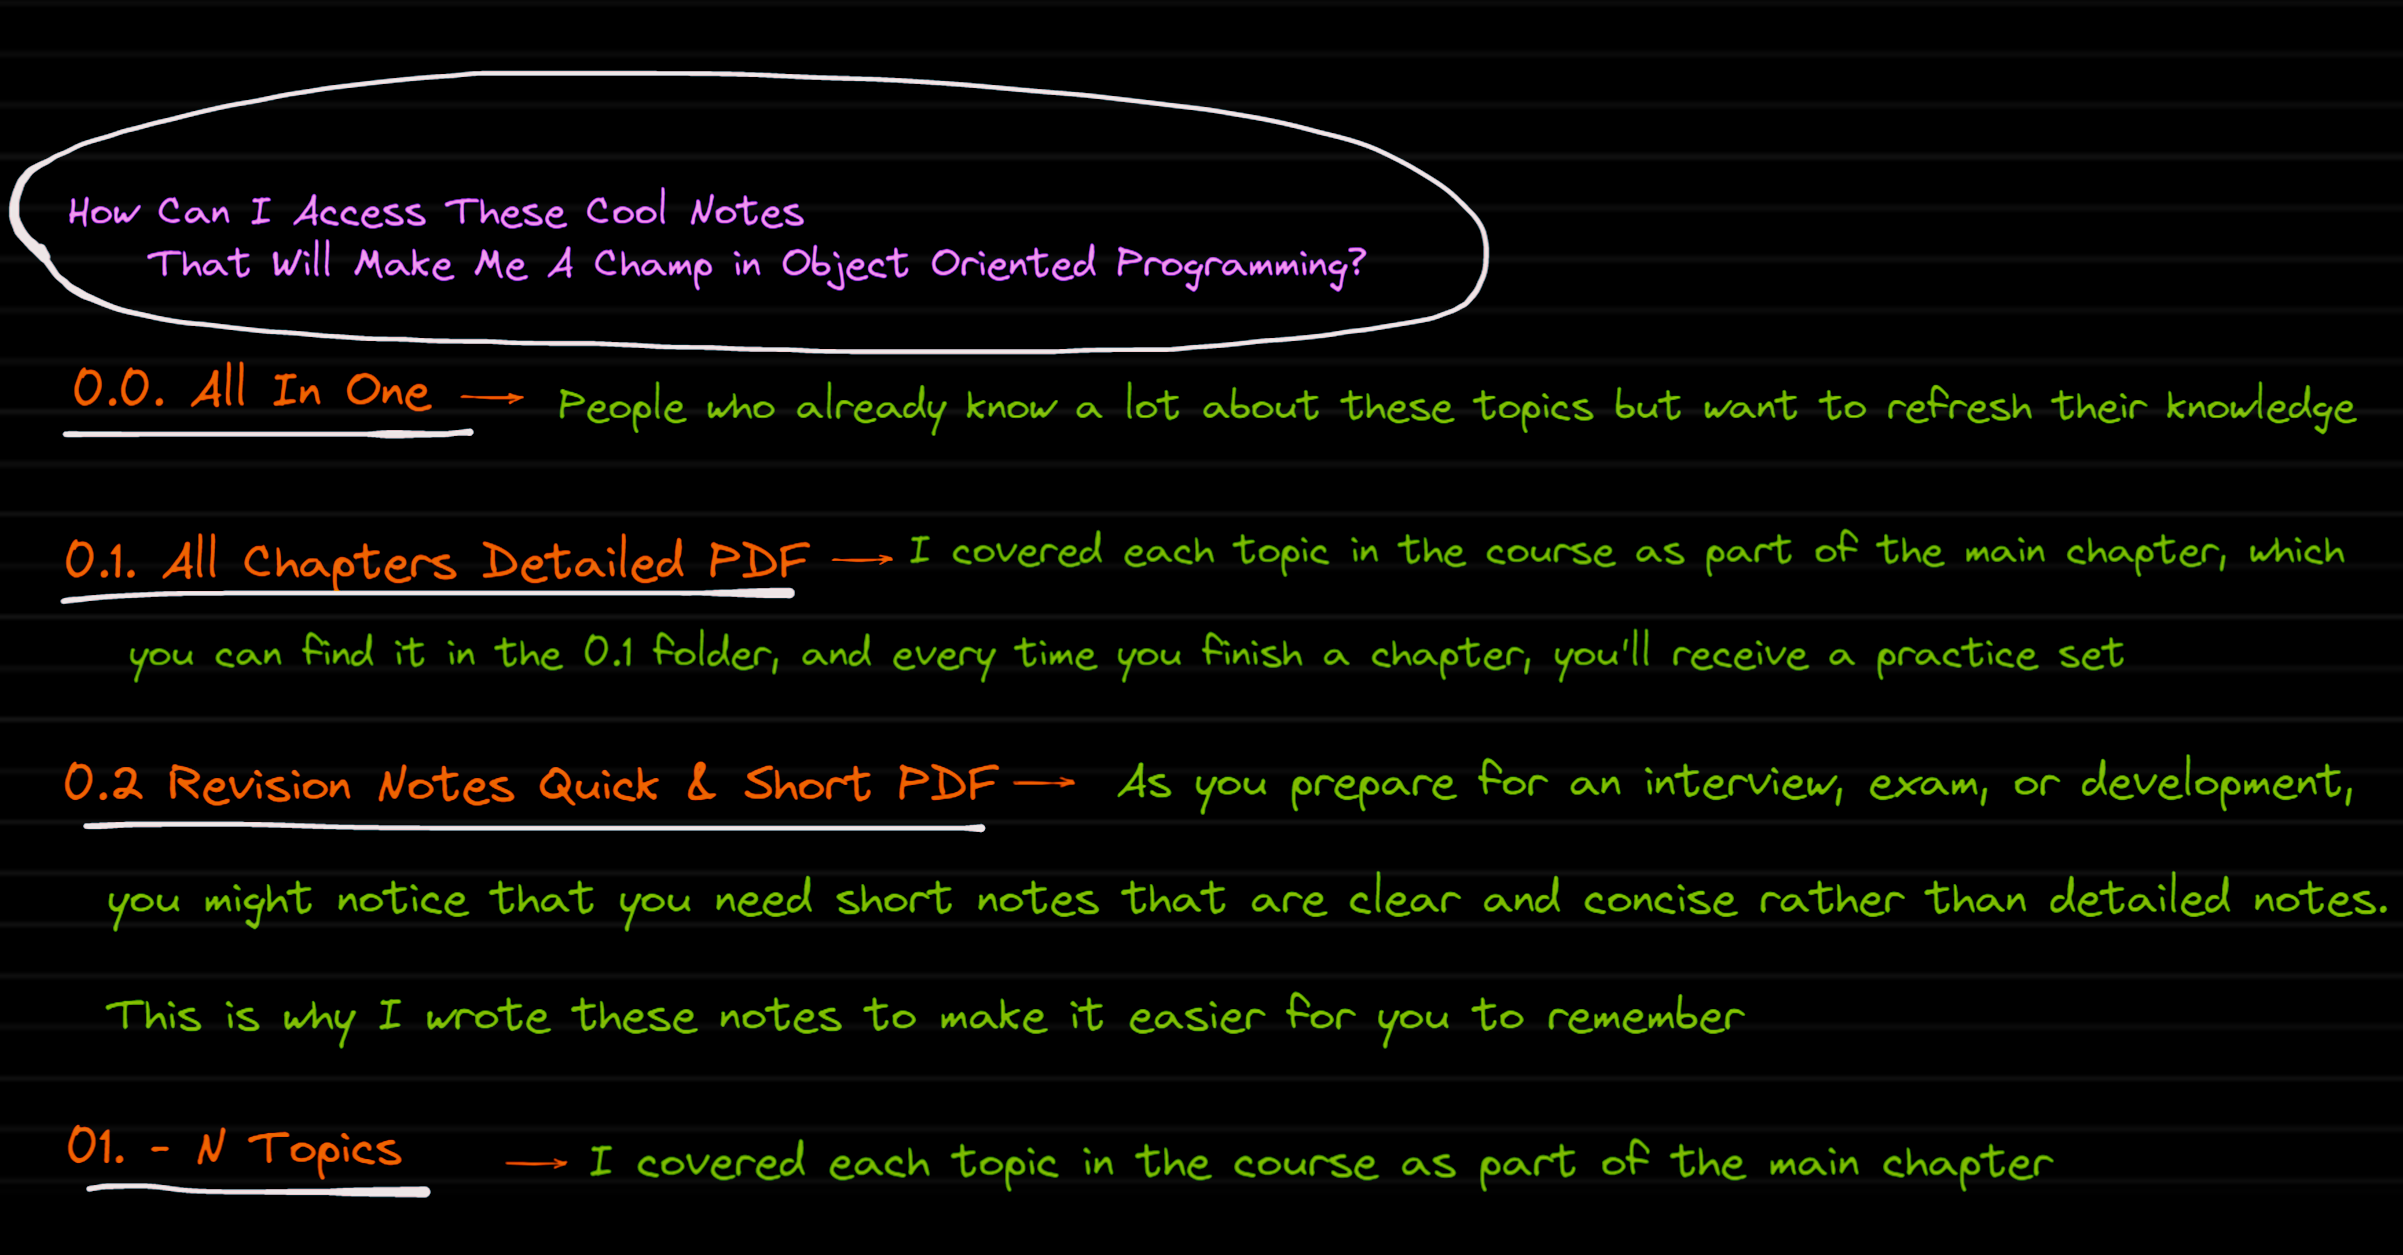 How Can I Access These Cool Notes
That Will Make Me A Champ in Object Oriented Programming?
0.0. All In One → People who already know a lot about these topics but want to refresh their knowledge
0.1. All Chapters Detailed PDF → I covered each topic in the course as part of the main chapter, which
you can find it in the 0.1 folder, and every time you finish a chapter, you'll receive a practice set
0.2 Revision Notes Quick & Short PDF → As you prepare for an interview, exam, or development,
you might notice that you need short notes that are clear and concise rather than detailed notes.
This is why I wrote these notes to make it easier for you to remember
01. - N Topics → I covered each topic in the course as part of the main chapter